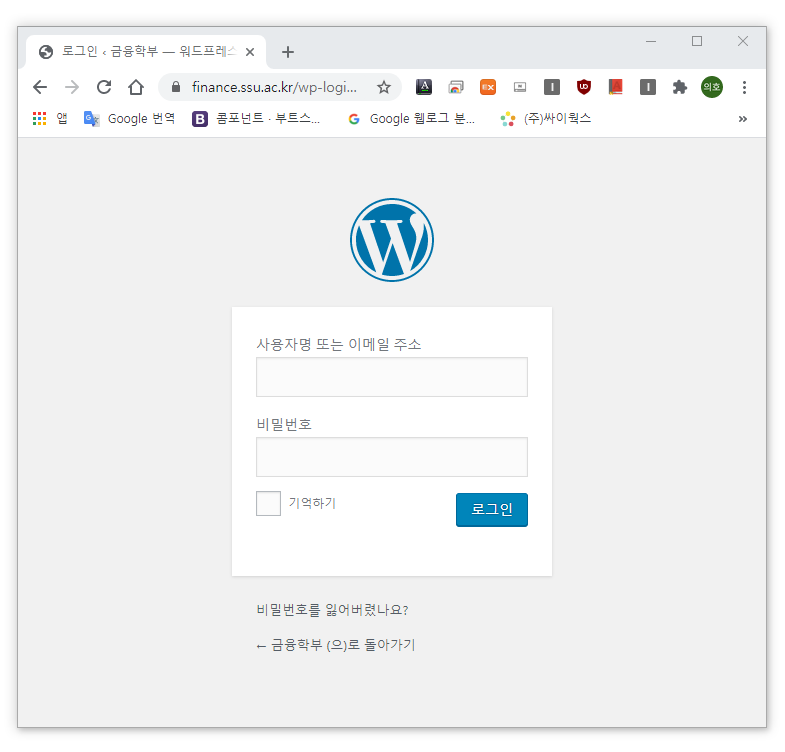 로그인 ‹ 금융학부 — 워드프레스
finance.ssu.ac.kr/wp-logi...
의호
앱 Google 번역 콤포넌트 · 부트스... Google 웹로그 분... (주)싸이웍스 »
사용자명 또는 이메일 주소
비밀번호
기억하기 로그인
비밀번호를 잃어버렸나요?
← 금융학부 (으)로 돌아가기